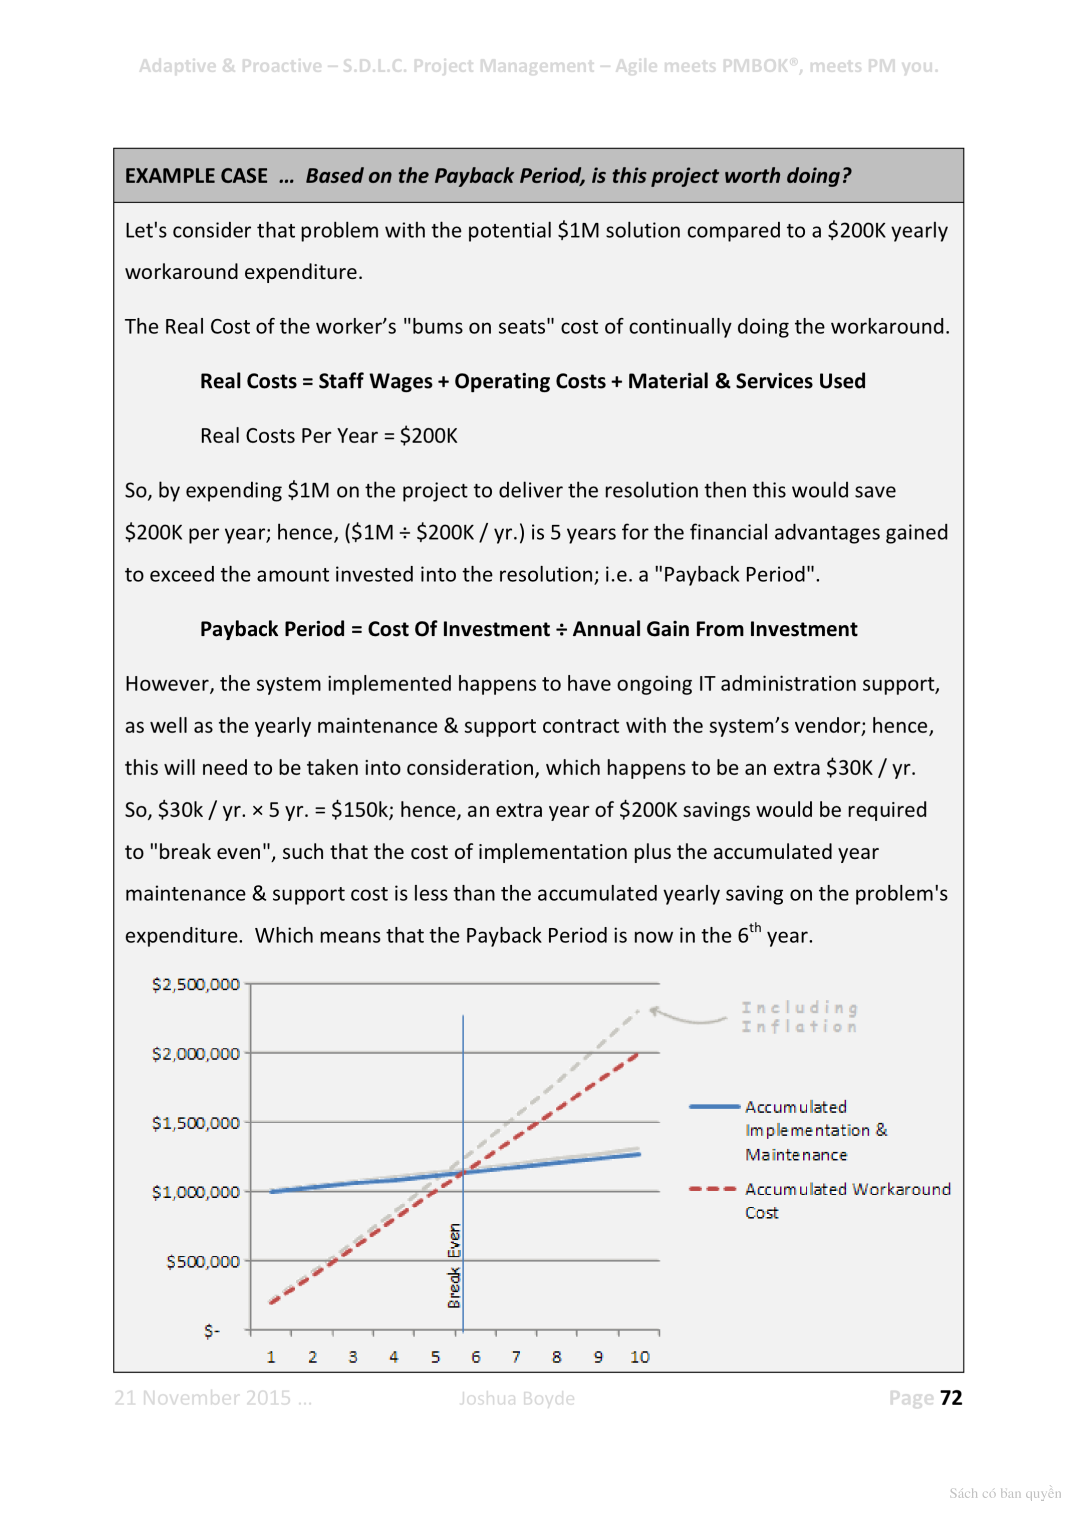 Adaptive & Proactive – S.D.L.C. Project Management – Agile meets PMBOK®, meets PM you.
EXAMPLE CASE … Based on the Payback Period, is this project worth doing?
Let's consider that problem with the potential $1M solution compared to a $200K yearly
workaround expenditure.
The Real Cost of the worker’s "bums on seats" cost of continually doing the workaround.
Real Costs = Staff Wages + Operating Costs + Material & Services Used
Real Costs Per Year = $200K
So, by expending $1M on the project to deliver the resolution then this would save
$200K per year; hence, ($1M ÷ $200K / yr.) is 5 years for the financial advantages gained
to exceed the amount invested into the resolution; i.e. a "Payback Period".
Payback Period = Cost Of Investment ÷ Annual Gain From Investment
However, the system implemented happens to have ongoing IT administration support,
as well as the yearly maintenance & support contract with the system’s vendor; hence,
this will need to be taken into consideration, which happens to be an extra $30K / yr.
So, $30k / yr. × 5 yr. = $150k; hence, an extra year of $200K savings would be required
to "break even", such that the cost of implementation plus the accumulated year
maintenance & support cost is less than the accumulated yearly saving on the problem's
expenditure. Which means that the Payback Period is now in the 6th year.
$2,500,000
$2,000,000
$1,500,000
$1,000,000
$500,000
$-
1 2 3 4 5 6 7 8 9 10
Break Even
Including
Inflation
Accumulated
Implementation &
Maintenance
Accumulated Workaround
Cost
21 November 2015 … Joshua Boyde Page 72
Sách có bản quyền